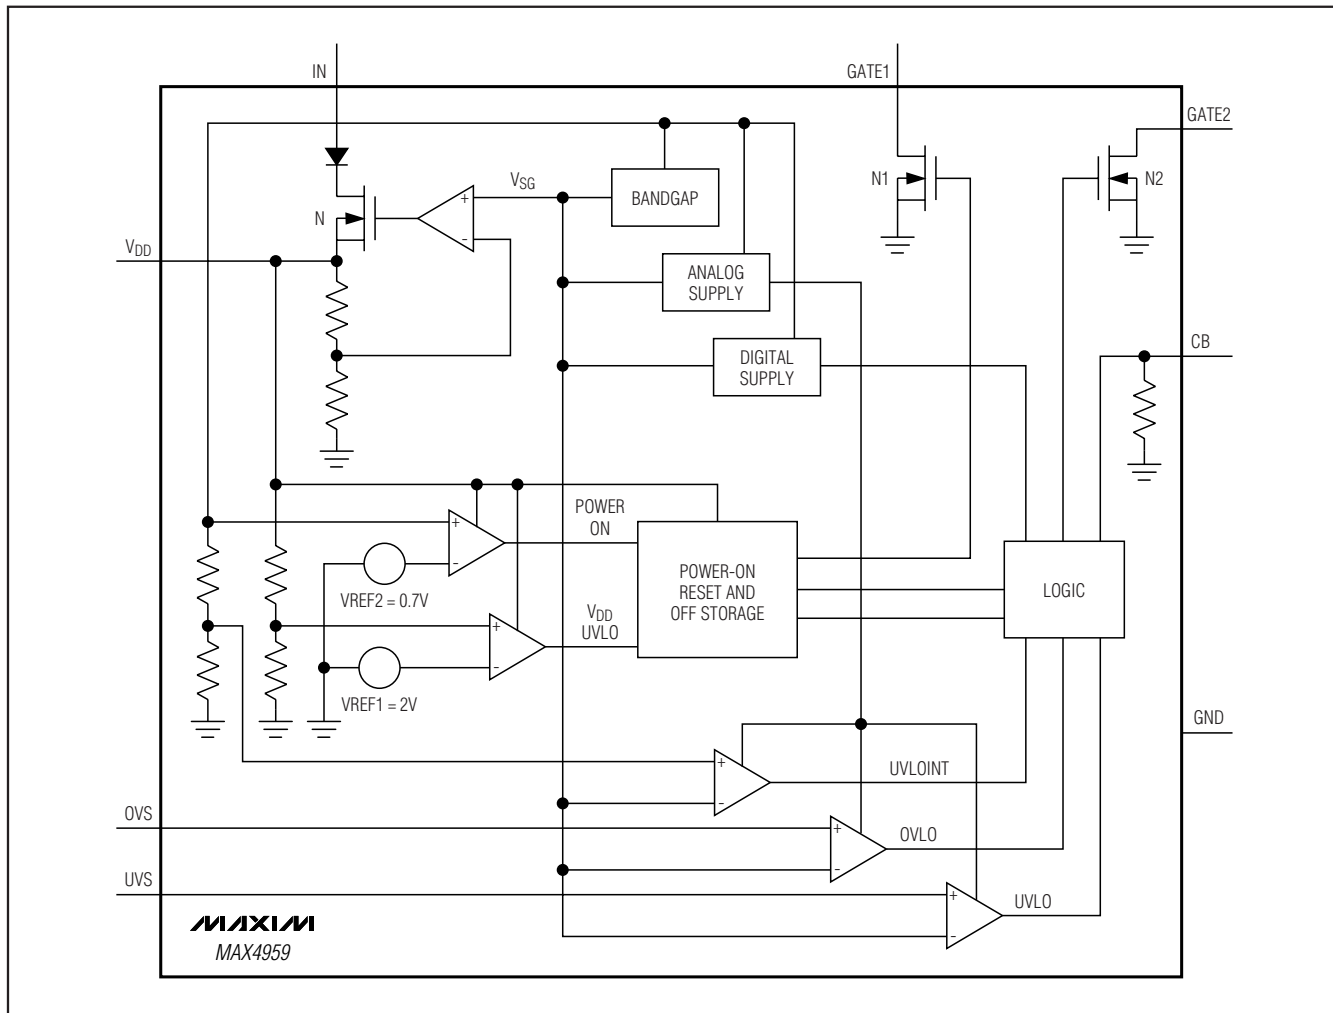 IN
GATE1
GATE2
N1
N2
VSG
BANDGAP
N
+
-
VDD
ANALOG
SUPPLY
DIGITAL
SUPPLY
CB
POWER
ON
+
-
VREF2 = 0.7V
POWER-ON
RESET AND
OFF STORAGE
LOGIC
VDD
UVLO
+
-
VREF1 = 2V
GND
+
-
UVLOINT
OVS
+
-
OVLO
UVS
+
-
UVLO
MAXIM
MAX4959